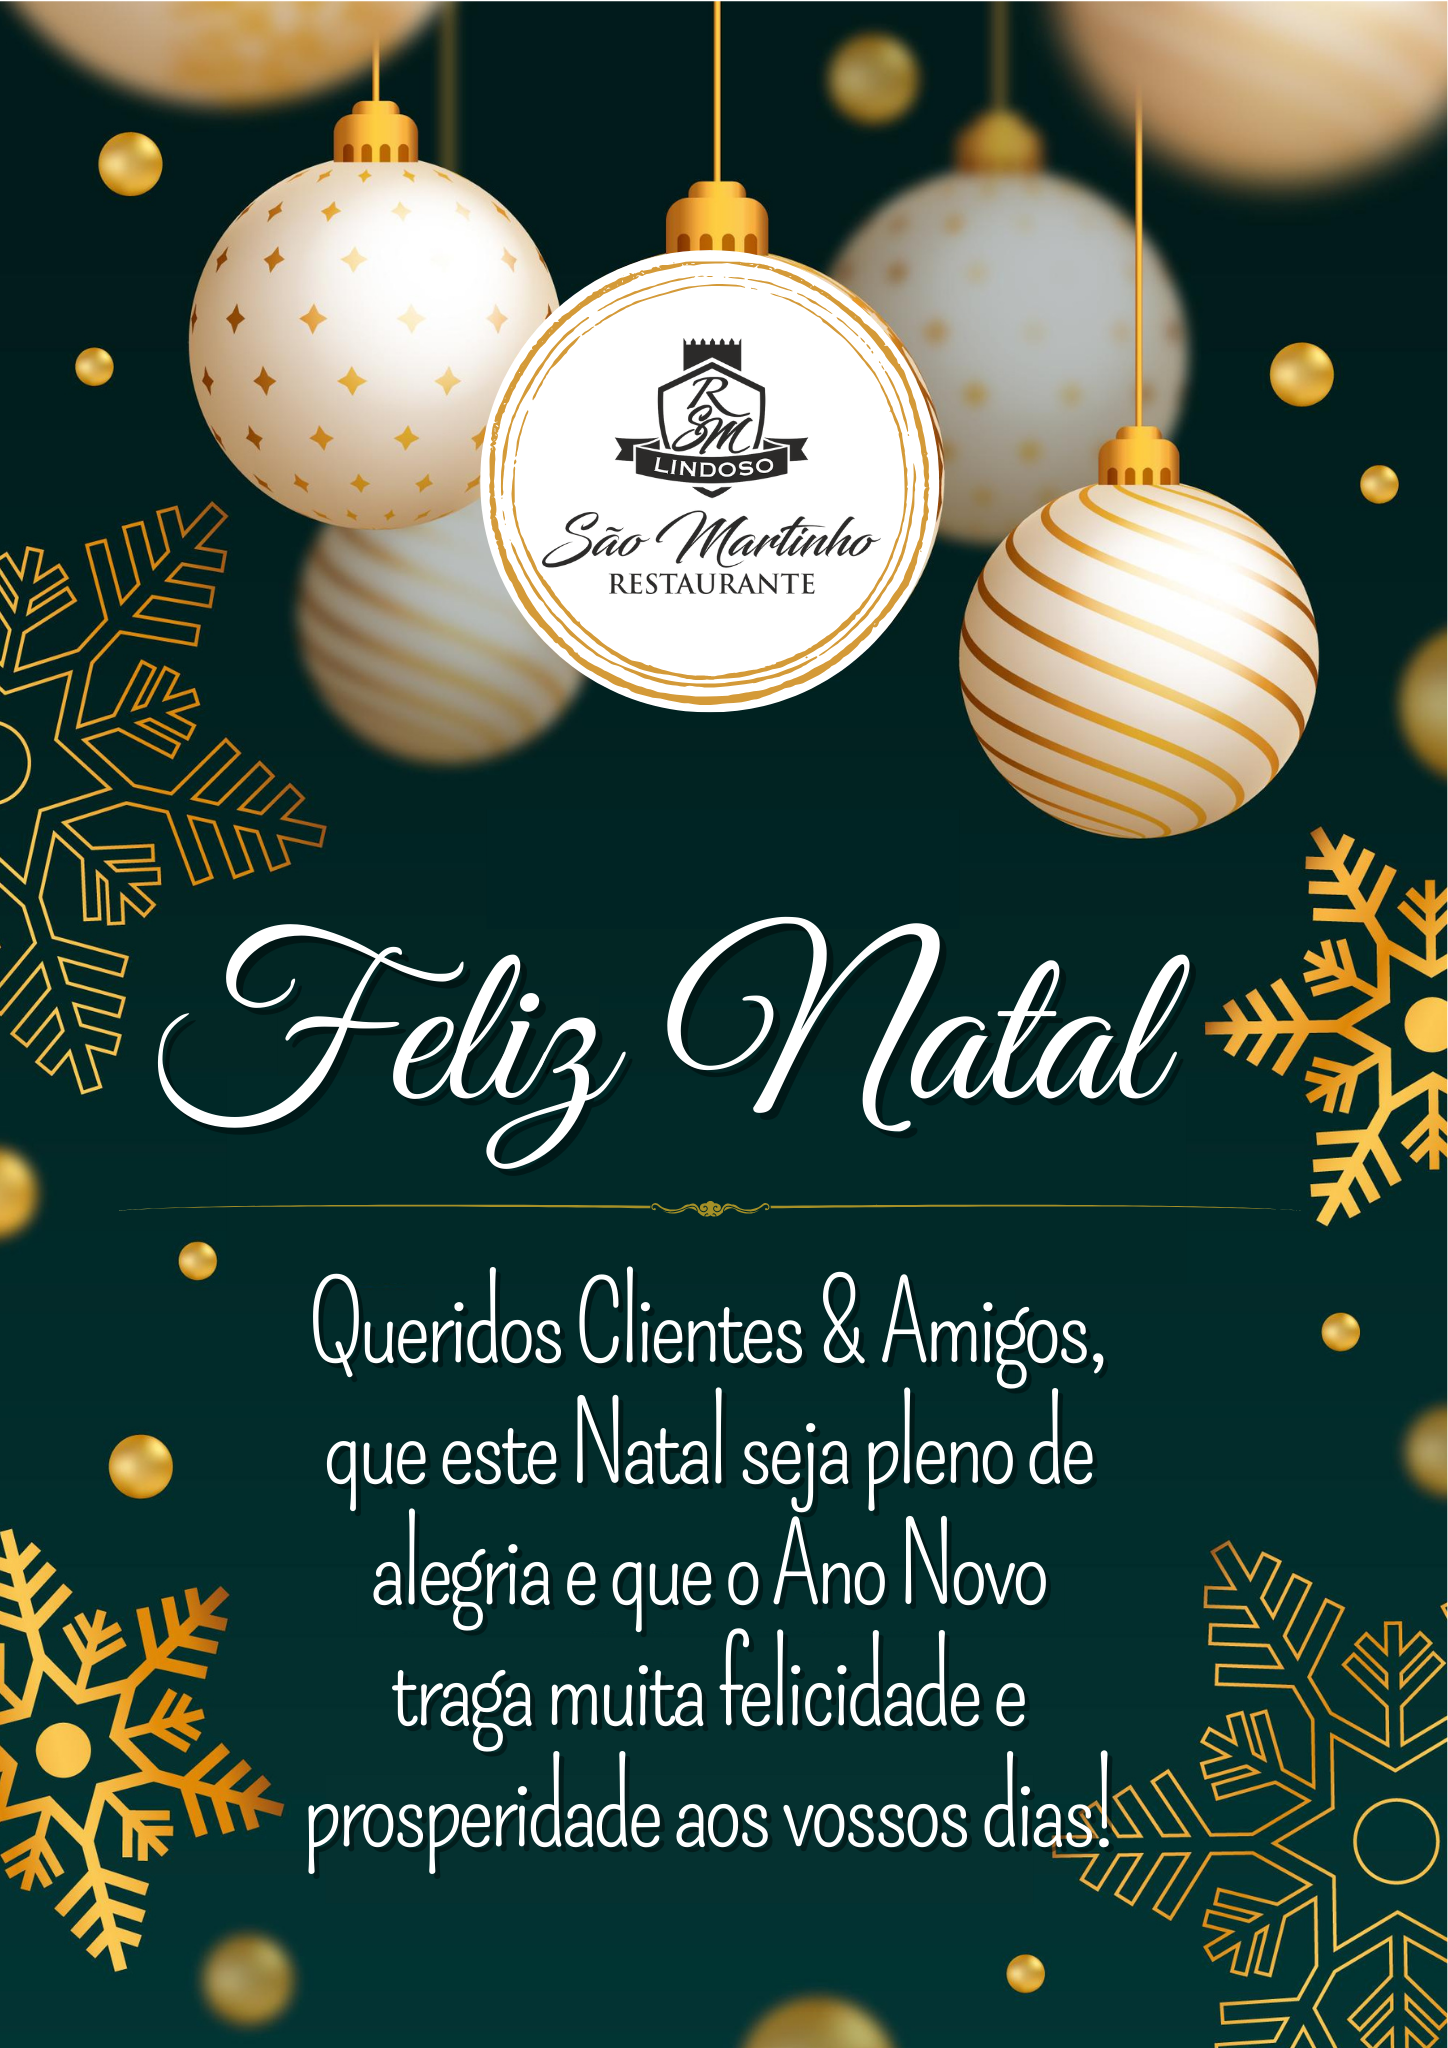 RSM
LINDOSO
São Martinho
RESTAURANTE
Feliz Natal
Queridos Clientes & Amigos,
que este Natal seja pleno de
alegria e que o Ano Novo
traga muita felicidade e
prosperidade aos vossos dias!